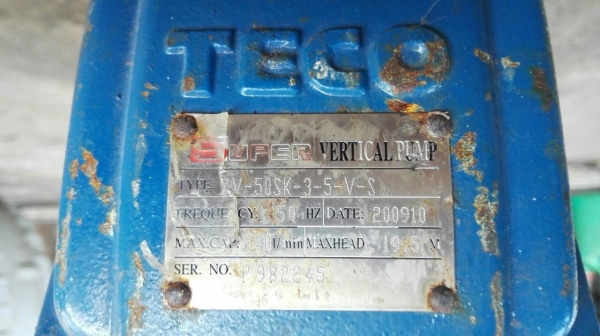 TECO
SUPER VERTICAL PUMP
TYPE. V-50SK-3-5-V-S
FREQUENCY. 50 HZ DATE: 200910
MAX.CAP. l/min MAXHEAD 19.5 M
SER. NO. P982245